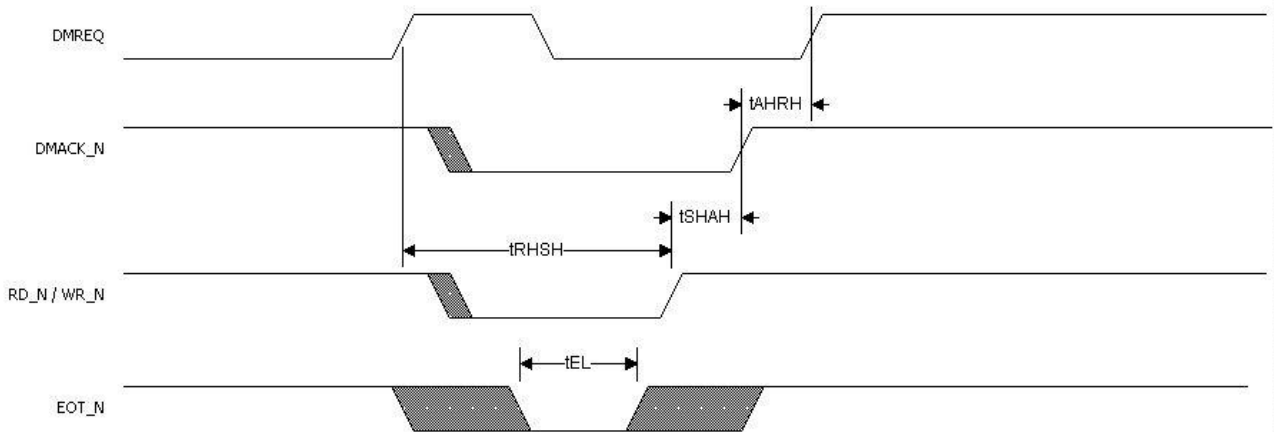 DMREQ
tAHRH
DMACK_N
tSHAH
tRHSH
RD_N / WR_N
tEL
EOT_N